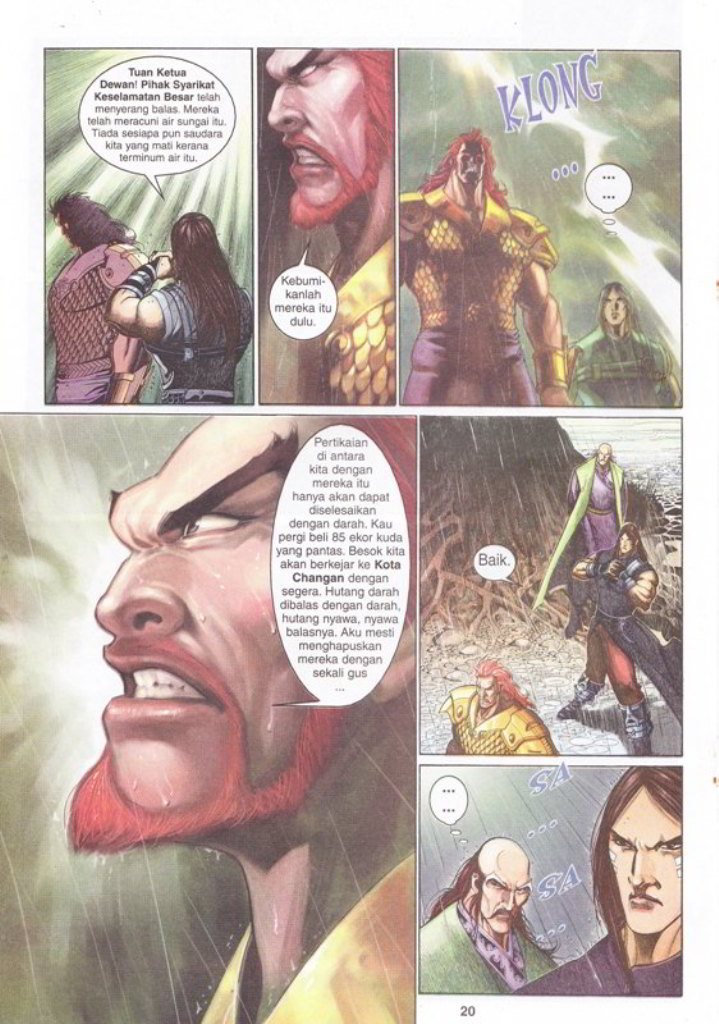 Tuan Ketua
Dewan! Pihak Syarikat
Keselamatan Besar telah
menyerang balas. Mereka
telah meracuni air sungai itu.
Tiada sesiapa pun saudara
kita yang mati kerana
terminum air itu.
Kebumi-
kanlah
mereka itu
dulu.
KLONG
...
...
...
Pertikaian
di antara
kita dengan
mereka itu
hanya akan dapat
diselesaikan
dengan darah. Kau
pergi beli 85 ekor kuda
yang pantas. Besok kita
akan berkejar ke Kota
Changan dengan
segera. Hutang darah
dibalas dengan darah,
hutang nyawa, nyawa
balasnya. Aku mesti
menghapuskan
mereka dengan
sekali gus
...
Baik.
...
...
SA
...
SA
...
20